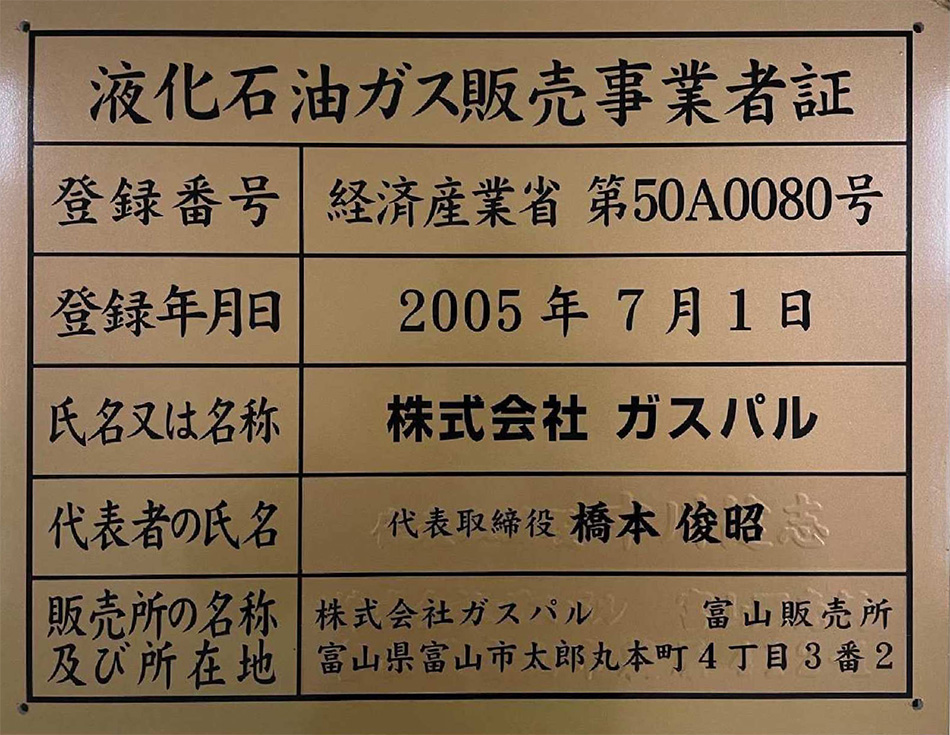 液化石油ガス販売事業者証
登録番号 経済産業省 第50A0080号
登録年月日 2005年 7月1日
氏名又は名称 株式会社 ガスパル
代表者の氏名 代表取締役 橋本 俊昭
販売所の名称 株式会社ガスパル 富山販売所
及び所在地 富山県富山市太郎丸本町4丁目3番2